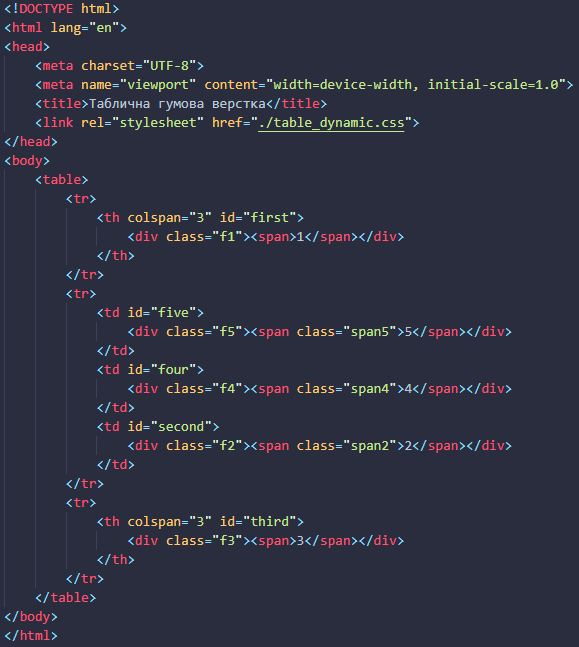 <!DOCTYPE html>
<html lang="en">
<head>
    <meta charset="UTF-8">
    <meta name="viewport" content="width=device-width, initial-scale=1.0">
    <title>Таблична гумова верстка</title>
    <link rel="stylesheet" href="./table_dynamic.css">
</head>
<body>
    <table>
        <tr>
            <th colspan="3" id="first">
                <div class="f1"><span>1</span></div>
            </th>
        </tr>
        <tr>
            <td id="five">
                <div class="f5"><span class="span5">5</span></div>
            </td>
            <td id="four">
                <div class="f4"><span class="span4">4</span></div>
            </td>
            <td id="second">
                <div class="f2"><span class="span2">2</span></div>
            </td>
        </tr>
        <tr>
            <th colspan="3" id="third">
                <div class="f3"><span>3</span></div>
            </th>
        </tr>
    </table>
</body>
</html>